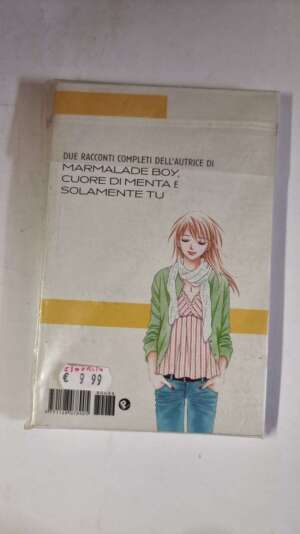 DUE RACCONTI COMPLETI DELL'AUTRICE DI
MARMALADE BOY,
CUORE DI MENTA E
SOLAMENTE TU
€ 9 99